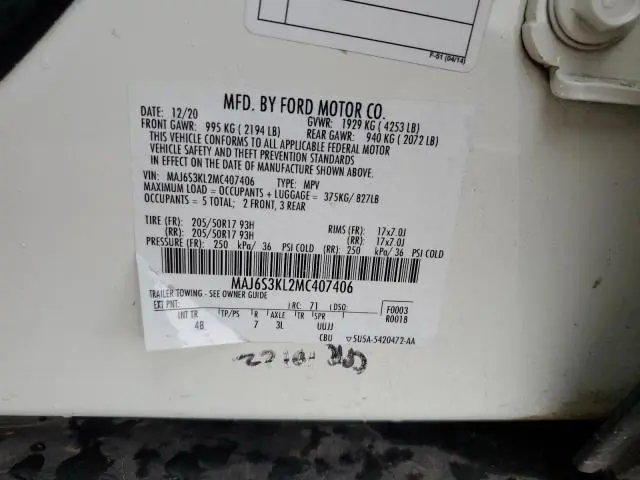 F-51 (04/14)
MFD. BY FORD MOTOR CO.
DATE: 12/20 GVWR: 1929 KG ( 4253 LB)
FRONT GAWR: 995 KG ( 2194 LB) REAR GAWR: 940 KG ( 2072 LB)
THIS VEHICLE CONFORMS TO ALL APPLICABLE FEDERAL MOTOR
VEHICLE SAFETY AND THEFT PREVENTION STANDARDS
IN EFFECT ON THE DATE OF MANUFACTURE SHOWN ABOVE.
VIN: MAJ6S3KL2MC407406 TYPE: MPV
MAXIMUM LOAD = OCCUPANTS + LUGGAGE = 375KG/ 827LB
OCCUPANTS = 5 TOTAL; 2 FRONT, 3 REAR
TIRE (FR): 205/50R17 93H RIMS (FR): 17x7.0J
(RR): 205/50R17 93H (RR): 17x7.0J
PRESSURE (FR): 250 kPa/ 36 PSI COLD (RR): 250 kPa/ 36 PSI COLD
MAJ6S3KL2MC407406
TRAILER TOWING - SEE OWNER GUIDE
EXT PNT: RC: 71 DSO: F0003
R0018
INT TR TP/PS R AXLE TR SPR
4B 7 3L UUJJ
CBU ▽SU5A-5420472-AA